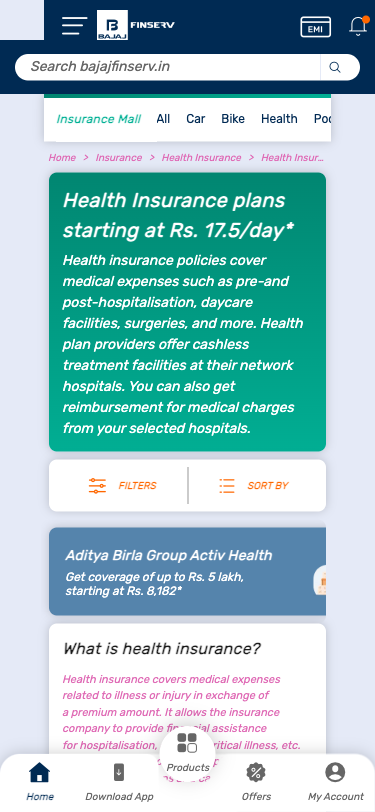 BAJAJ FINSERV
EMI
Search bajajfinserv.in
Insurance Mall All Car Bike Health
Home > Insurance > Health Insurance > Health Insur...
Health Insurance plans
starting at Rs. 17.5/day*
Health insurance policies cover
medical expenses such as pre-and
post-hospitalisation, daycare
facilities, surgeries, and more. Health
plan providers offer cashless
treatment facilities at their network
hospitals. You can also get
reimbursement for medical charges
from your selected hospitals.
FILTERS SORT BY
Aditya Birla Group Activ Health
Get coverage of up to Rs. 5 lakh,
starting at Rs. 8,182*
What is health insurance?
Health insurance covers medical expenses
related to illness or injury in exchange of
a premium amount. It allows the insurance
company to provide financial assistance
for hospitalisation, critical illness, etc.
Products
Home Download App Offers My Account